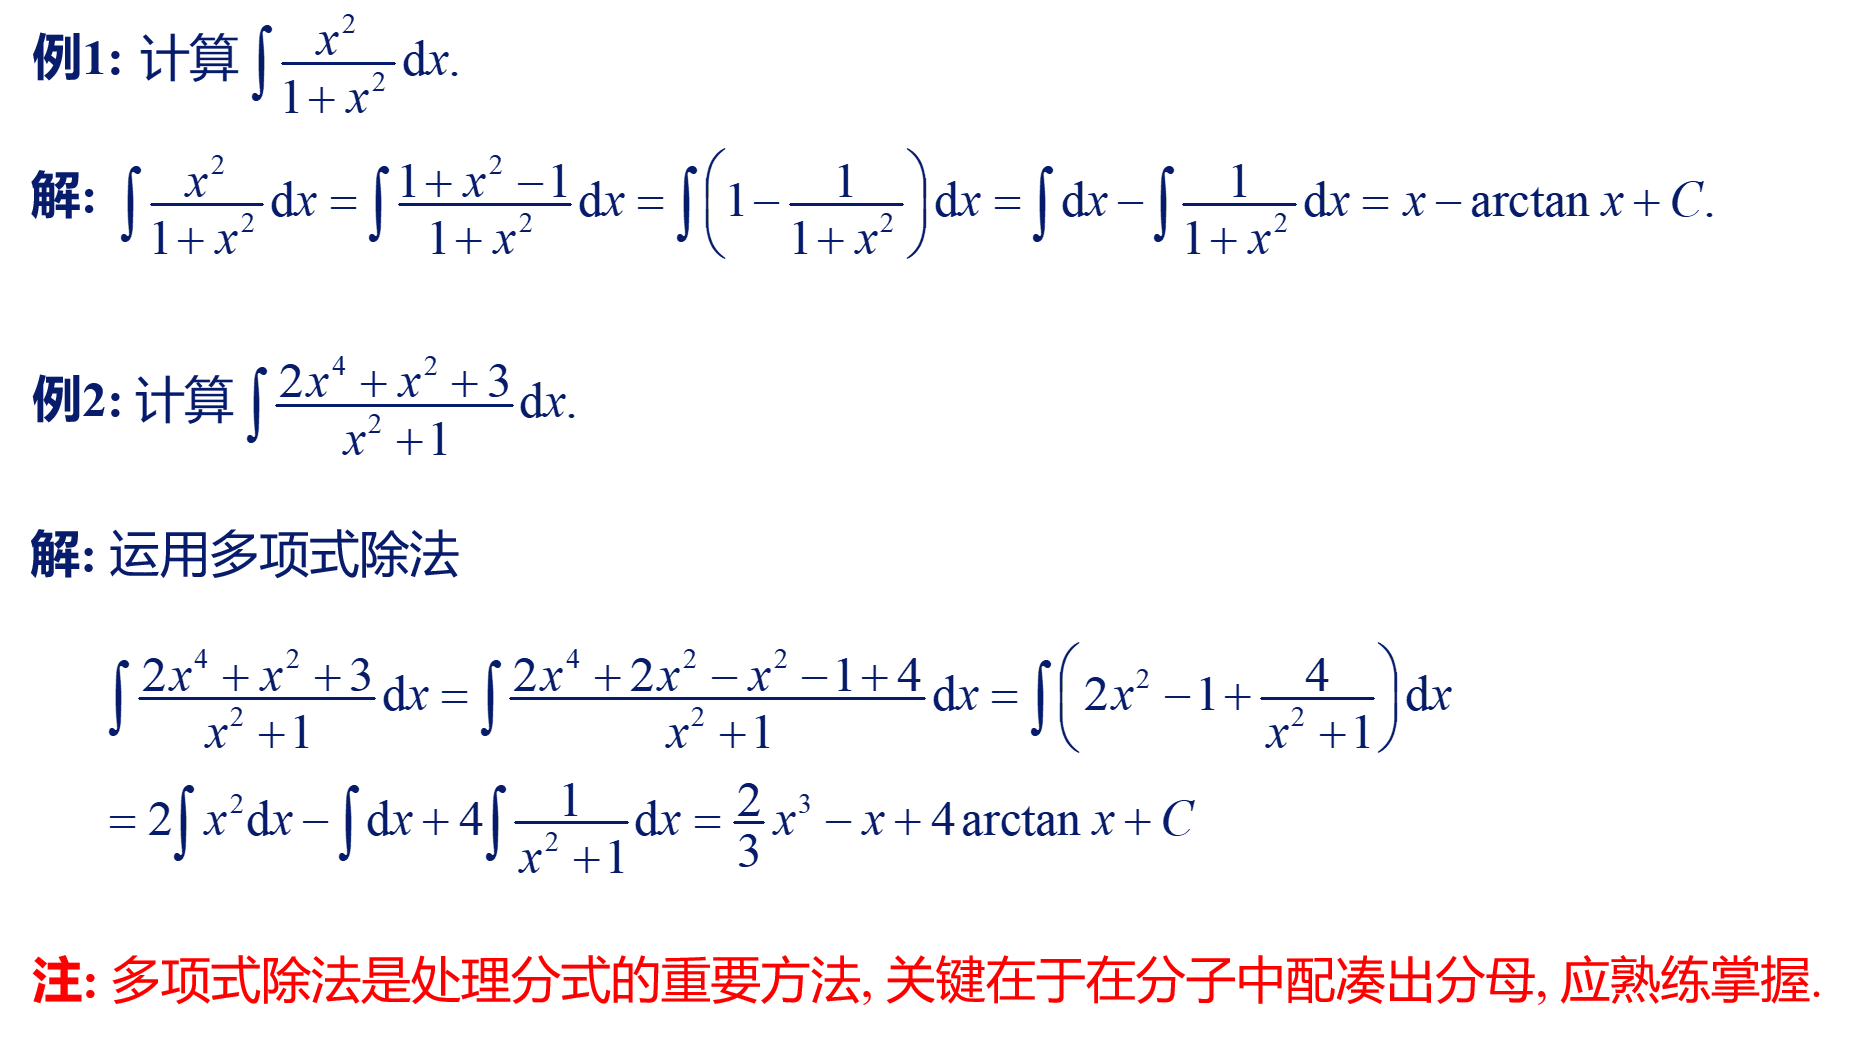 例1: 计算 $\int \frac{x^2}{1+x^2} \mathrm{d}x.$
解: $\int \frac{x^2}{1+x^2} \mathrm{d}x = \int \frac{1+x^2-1}{1+x^2} \mathrm{d}x = \int \left(1-\frac{1}{1+x^2}\right) \mathrm{d}x = \int \mathrm{d}x - \int \frac{1}{1+x^2} \mathrm{d}x = x - \arctan x + C.$
例2: 计算 $\int \frac{2x^4+x^2+3}{x^2+1} \mathrm{d}x.$
解: 运用多项式除法
$\int \frac{2x^4+x^2+3}{x^2+1} \mathrm{d}x = \int \frac{2x^4+2x^2-x^2-1+4}{x^2+1} \mathrm{d}x = \int \left(2x^2-1+\frac{4}{x^2+1}\right) \mathrm{d}x$
$= 2\int x^2 \mathrm{d}x - \int \mathrm{d}x + 4\int \frac{1}{x^2+1} \mathrm{d}x = \frac{2}{3}x^3 - x + 4\arctan x + C$
注: 多项式除法是处理分式的重要方法, 关键在于在分子中配凑出分母, 应熟练掌握.